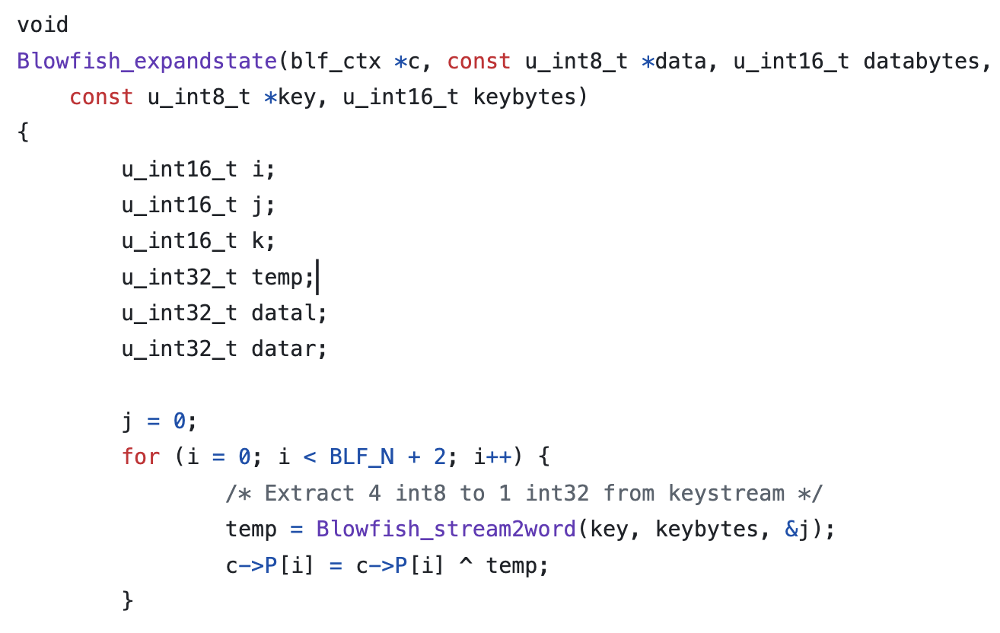 void
Blowfish_expandstate(blf_ctx *c, const u_int8_t *data, u_int16_t databytes,
    const u_int8_t *key, u_int16_t keybytes)
{
        u_int16_t i;
        u_int16_t j;
        u_int16_t k;
        u_int32_t temp;
        u_int32_t datal;
        u_int32_t datar;

        j = 0;
        for (i = 0; i < BLF_N + 2; i++) {
                /* Extract 4 int8 to 1 int32 from keystream */
                temp = Blowfish_stream2word(key, keybytes, &j);
                c->P[i] = c->P[i] ^ temp;
        }